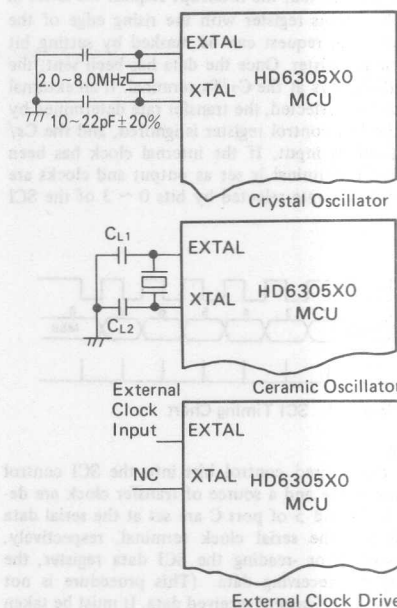 EXTAL
2.0~8.0MHz
HD6305X0
MCU
XTAL
10~22pF±20%
Crystal Oscillator
CL1
EXTAL
XTAL
HD6305X0
MCU
CL2
Ceramic Oscillator
External
Clock
Input
EXTAL
NC
XTAL
HD6305X0
MCU
External Clock Drive